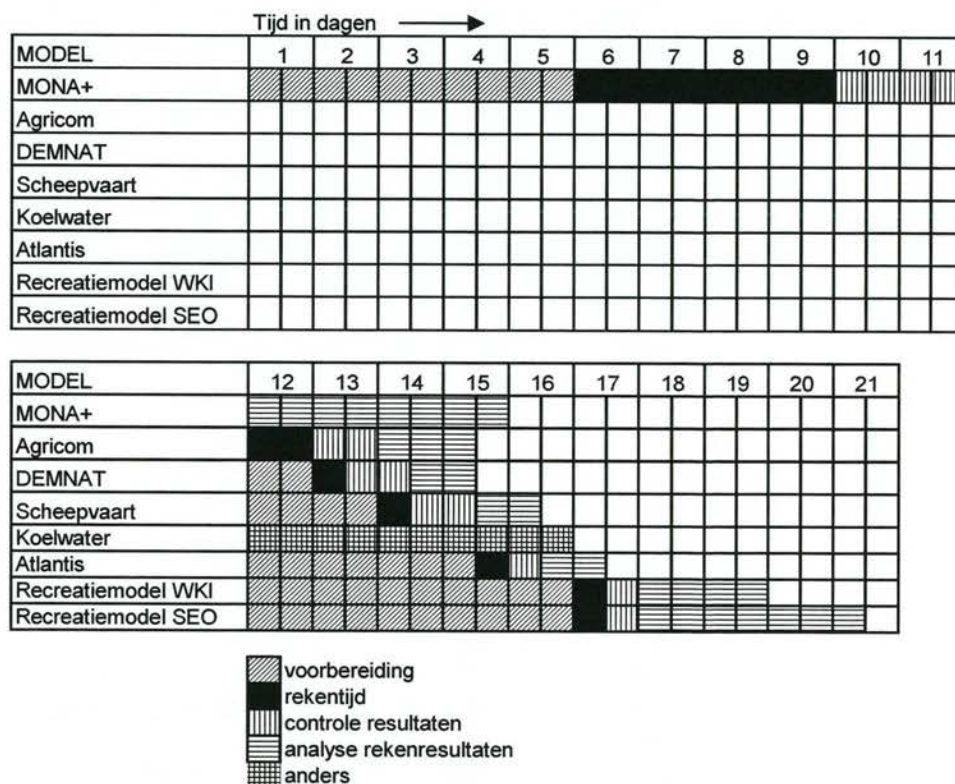 Tijd in dagen
MODEL 1 2 3 4 5 6 7 8 9 10 11
MONA+
Agricom
DEMNAT
Scheepvaart
Koelwater
Atlantis
Recreatiemodel WKI
Recreatiemodel SEO
MODEL 12 13 14 15 16 17 18 19 20 21
MONA+
Agricom
DEMNAT
Scheepvaart
Koelwater
Atlantis
Recreatiemodel WKI
Recreatiemodel SEO
voorbereiding
rekentijd
controle resultaten
analyse rekenresultaten
anders